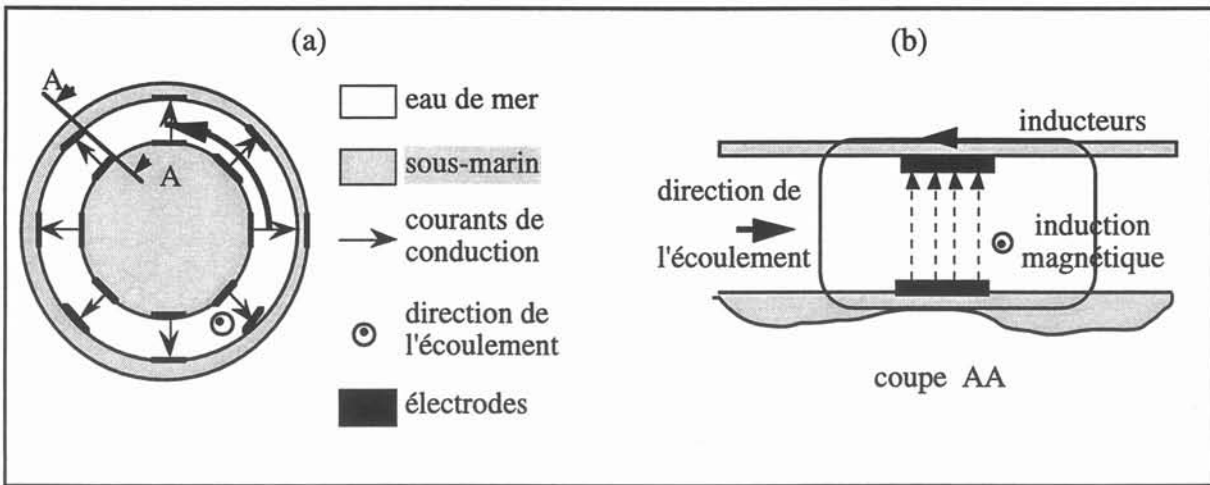 (a)
A
A
eau de mer
sous-marin
courants de
conduction
direction de
l'écoulement
électrodes
(b)
inducteurs
direction de
l'écoulement
induction
magnétique
coupe AA